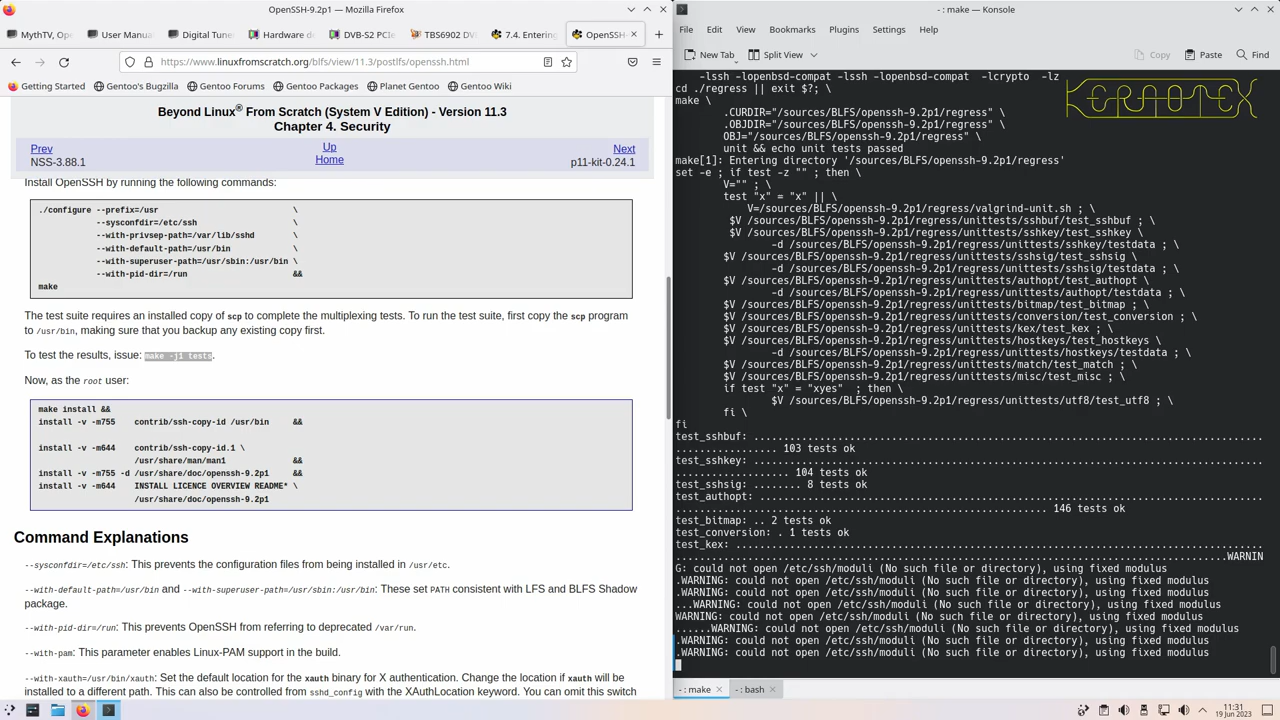 OpenSSH-9.2p1 — Mozilla Firefox
MythTV, Ope
User Manua
Digital Tune
Hardware de
DVB-S2 PCIe
TBS6902 DV
7.4. Entering
OpenSSH-
https://www.linuxfromscratch.org/blfs/view/11.3/postlfs/openssh.html
Getting Started
Gentoo's Bugzilla
Gentoo Forums
Gentoo Packages
Planet Gentoo
Gentoo Wiki
Beyond Linux® From Scratch (System V Edition) - Version 11.3
Chapter 4. Security
Prev
Up
Next
NSS-3.88.1
Home
p11-kit-0.24.1
Install OpenSSH by running the following commands:
./configure --prefix=/usr \
--sysconfdir=/etc/ssh \
--with-privsep-path=/var/lib/sshd \
--with-default-path=/usr/bin \
--with-superuser-path=/usr/sbin:/usr/bin \
--with-pid-dir=/run &&
make
The test suite requires an installed copy of scp to complete the multiplexing tests. To run the test suite, first copy the scp program
to /usr/bin, making sure that you backup any existing copy first.
To test the results, issue: make -j1 tests.
Now, as the root user:
make install &&
install -v -m755 contrib/ssh-copy-id /usr/bin &&
install -v -m644 contrib/ssh-copy-id.1 \
/usr/share/man/man1 &&
install -v -m755 -d /usr/share/doc/openssh-9.2p1 &&
install -v -m644 INSTALL LICENCE OVERVIEW README* \
/usr/share/doc/openssh-9.2p1
Command Explanations
--sysconfdir=/etc/ssh: This prevents the configuration files from being installed in /usr/etc.
--with-default-path=/usr/bin and --with-superuser-path=/usr/sbin:/usr/bin: These set PATH consistent with LFS and BLFS Shadow
package.
--with-pid-dir=/run: This prevents OpenSSH from referring to deprecated /var/run.
--with-pam: This parameter enables Linux-PAM support in the build.
--with-xauth=/usr/bin/xauth: Set the default location for the xauth binary for X authentication. Change the location if xauth will be
installed to a different path. This can also be controlled from sshd_config with the XAuthLocation keyword. You can omit this switch
- : make — Konsole
File Edit View Bookmarks Plugins Settings Help
New Tab
Split View
Copy
Paste
Find
-lssh -lopenbsd-compat -lssh -lopenbsd-compat -lcrypto -lz
cd ./regress || exit $?; \
make \
.CURDIR="/sources/BLFS/openssh-9.2p1/regress" \
.OBJDIR="/sources/BLFS/openssh-9.2p1/regress" \
OBJ="/sources/BLFS/openssh-9.2p1/regress" \
unit && echo unit tests passed
make[1]: Entering directory '/sources/BLFS/openssh-9.2p1/regress'
set -e ; if test -z "" ; then \
V="" ; \
test "x" = "x" || \
V=/sources/BLFS/openssh-9.2p1/regress/valgrind-unit.sh ; \
$V /sources/BLFS/openssh-9.2p1/regress/unittests/sshbuf/test_sshbuf ; \
$V /sources/BLFS/openssh-9.2p1/regress/unittests/sshkey/test_sshkey \
-d /sources/BLFS/openssh-9.2p1/regress/unittests/sshkey/testdata ; \
$V /sources/BLFS/openssh-9.2p1/regress/unittests/sshsig/test_sshsig \
-d /sources/BLFS/openssh-9.2p1/regress/unittests/sshsig/testdata ; \
$V /sources/BLFS/openssh-9.2p1/regress/unittests/authopt/test_authopt \
-d /sources/BLFS/openssh-9.2p1/regress/unittests/authopt/testdata ; \
$V /sources/BLFS/openssh-9.2p1/regress/unittests/bitmap/test_bitmap ; \
$V /sources/BLFS/openssh-9.2p1/regress/unittests/conversion/test_conversion ; \
$V /sources/BLFS/openssh-9.2p1/regress/unittests/kex/test_kex ; \
$V /sources/BLFS/openssh-9.2p1/regress/unittests/hostkeys/test_hostkeys \
-d /sources/BLFS/openssh-9.2p1/regress/unittests/hostkeys/testdata ; \
$V /sources/BLFS/openssh-9.2p1/regress/unittests/match/test_match ; \
$V /sources/BLFS/openssh-9.2p1/regress/unittests/misc/test_misc ; \
if test "x" = "xyes" ; then \
$V /sources/BLFS/openssh-9.2p1/regress/unittests/utf8/test_utf8 ; \
fi \
fi
test_sshbuf: ....................................................................................
................. 103 tests ok
test_sshkey: ....................................................................................
.................... 104 tests ok
test_sshsig: ........ 8 tests ok
test_authopt: ...................................................................................
.............................................................. 146 tests ok
test_bitmap: .. 2 tests ok
test_conversion: . 1 tests ok
test_kex: .......................................................................................
............................................................................................WARNIN
G: could not open /etc/ssh/moduli (No such file or directory), using fixed modulus
.WARNING: could not open /etc/ssh/moduli (No such file or directory), using fixed modulus
.WARNING: could not open /etc/ssh/moduli (No such file or directory), using fixed modulus
...WARNING: could not open /etc/ssh/moduli (No such file or directory), using fixed modulus
WARNING: could not open /etc/ssh/moduli (No such file or directory), using fixed modulus
......WARNING: could not open /etc/ssh/moduli (No such file or directory), using fixed modulus
.WARNING: could not open /etc/ssh/moduli (No such file or directory), using fixed modulus
.WARNING: could not open /etc/ssh/moduli (No such file or directory), using fixed modulus
- : make
- : bash
11:31
19 Jun 2023